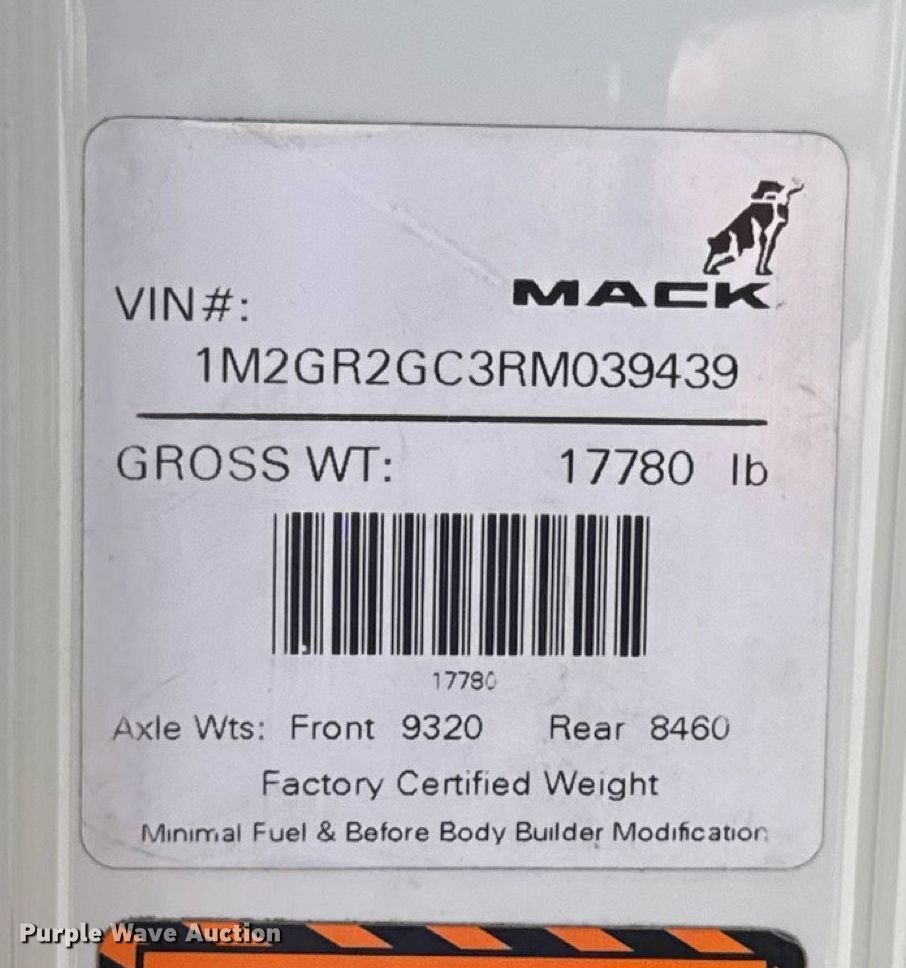 MACK
VIN#:
1M2GR2GC3RM039439
GROSS WT: 17780 lb
17780
Axle Wts: Front 9320 Rear 8460
Factory Certified Weight
Minimal Fuel & Before Body Builder Modification
Purple Wave Auction